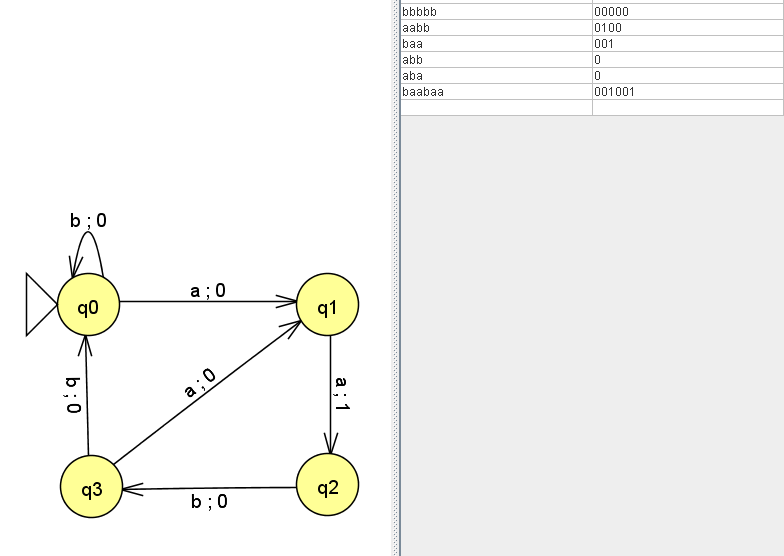 bbbbb 00000
aabb 0100
baa 001
abb 0
aba 0
baabaa 001001
b ; 0
q0
a ; 0
q1
b ; 0
a ; 0
a ; 1
q3
b ; 0
q2